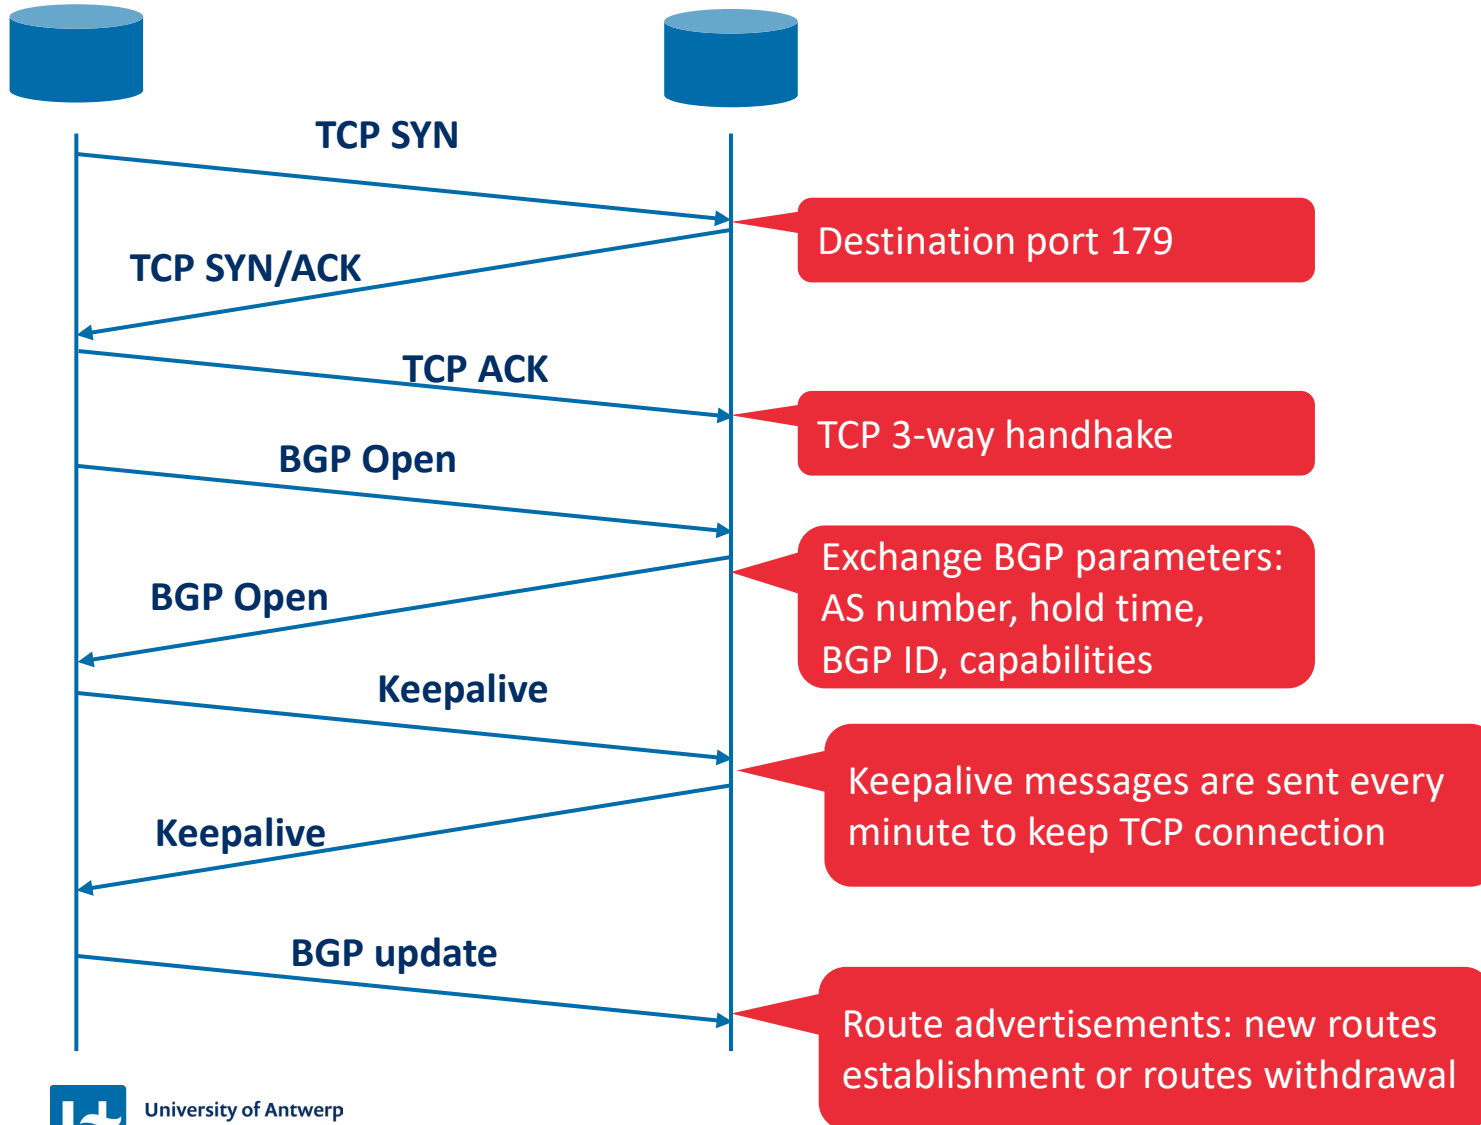 TCP SYN
Destination port 179
TCP SYN/ACK
TCP ACK
TCP 3-way handhake
BGP Open
Exchange BGP parameters:
AS number, hold time,
BGP ID, capabilities
BGP Open
Keepalive
Keepalive messages are sent every
minute to keep TCP connection
Keepalive
BGP update
Route advertisements: new routes
establishment or routes withdrawal
University of Antwerp